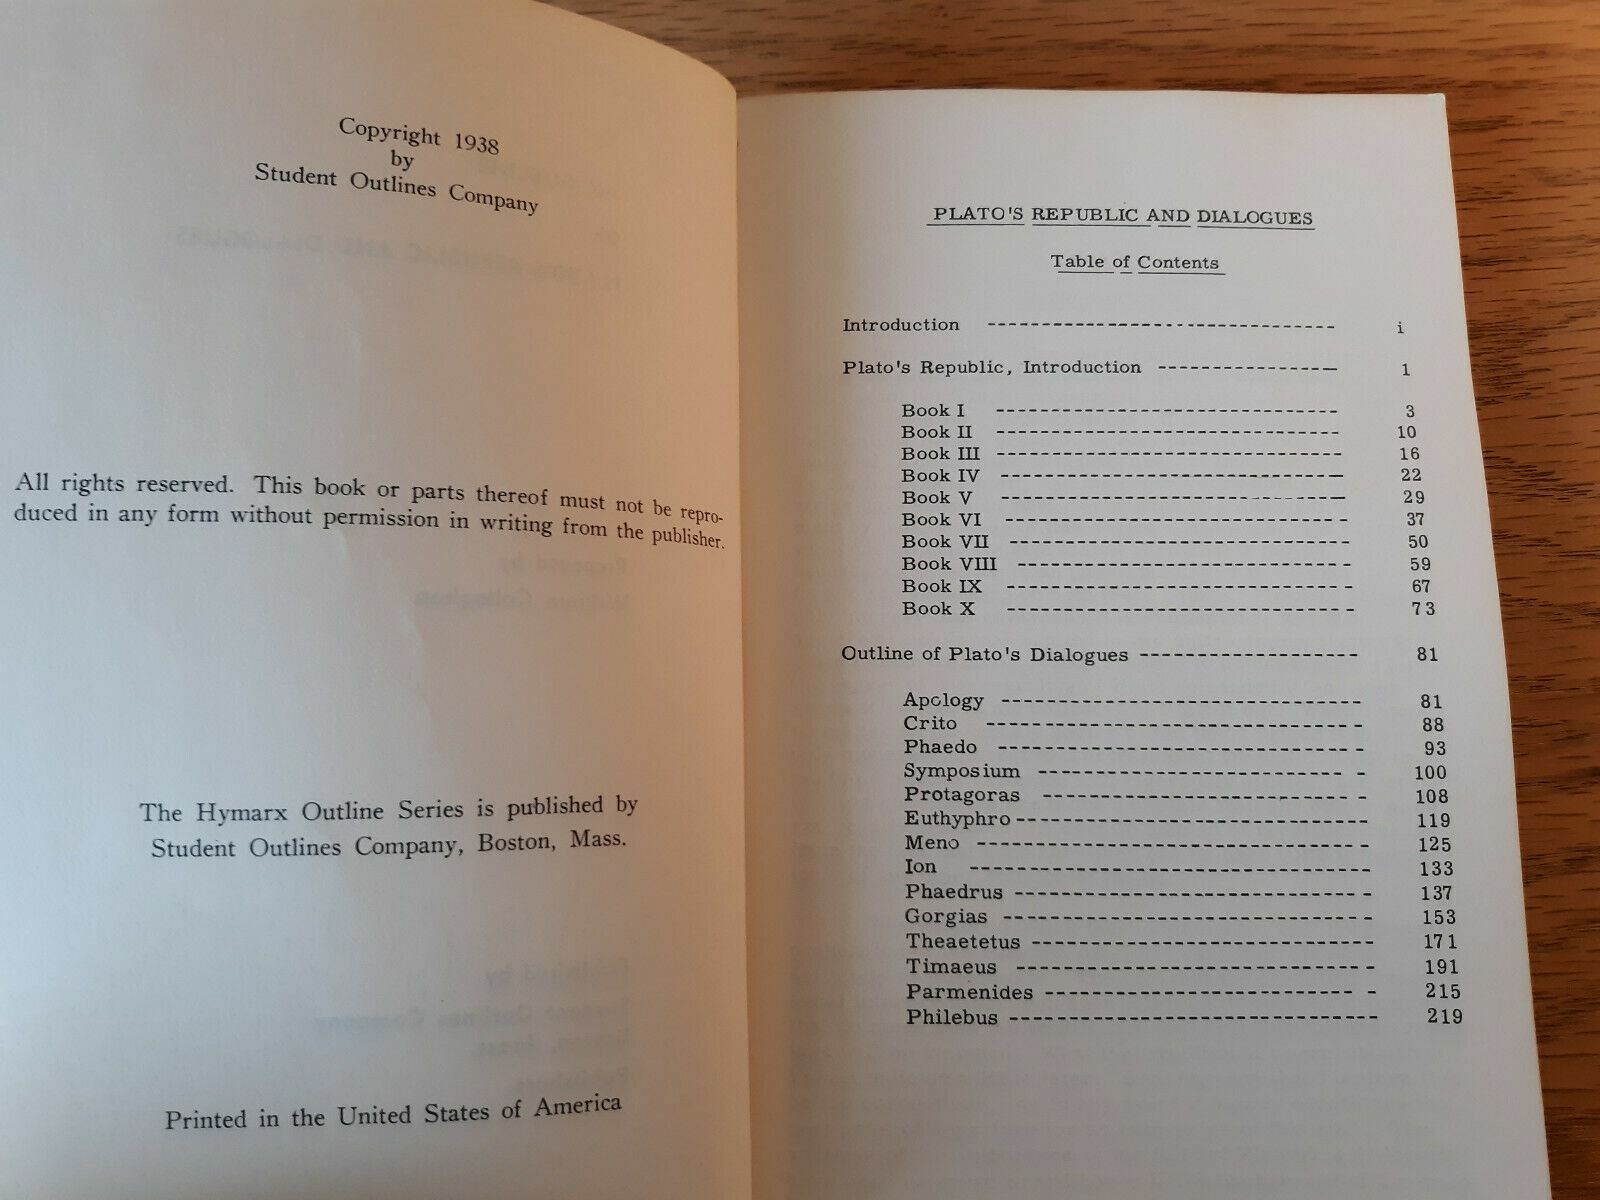 Copyright 1938
by
Student Outlines Company
All rights reserved. This book or parts thereof must not be repro-
duced in any form without permission in writing from the publisher.
The Hymarx Outline Series is published by
Student Outlines Company, Boston, Mass.
Printed in the United States of America
PLATO'S REPUBLIC AND DIALOGUES
Table of Contents
Introduction -------------------------------- i
Plato's Republic, Introduction ----------------- 1
Book I -------------------------------- 3
Book II -------------------------------- 10
Book III -------------------------------- 16
Book IV -------------------------------- 22
Book V -------------------------------- 29
Book VI -------------------------------- 37
Book VII -------------------------------- 50
Book VIII -------------------------------- 59
Book IX -------------------------------- 67
Book X -------------------------------- 73
Outline of Plato's Dialogues -------------------- 81
Apology --------------------------------- 81
Crito ---------------------------------- 88
Phaedo --------------------------------- 93
Symposium ------------------------------ 100
Protagoras ----------------------------- 108
Euthyphro -------------------------------- 119
Meno ----------------------------------- 125
Ion ------------------------------------ 133
Phaedrus -------------------------------- 137
Gorgias --------------------------------- 153
Theaetetus ------------------------------- 171
Timaeus --------------------------------- 191
Parmenides ------------------------------ 215
Philebus --------------------------------- 219